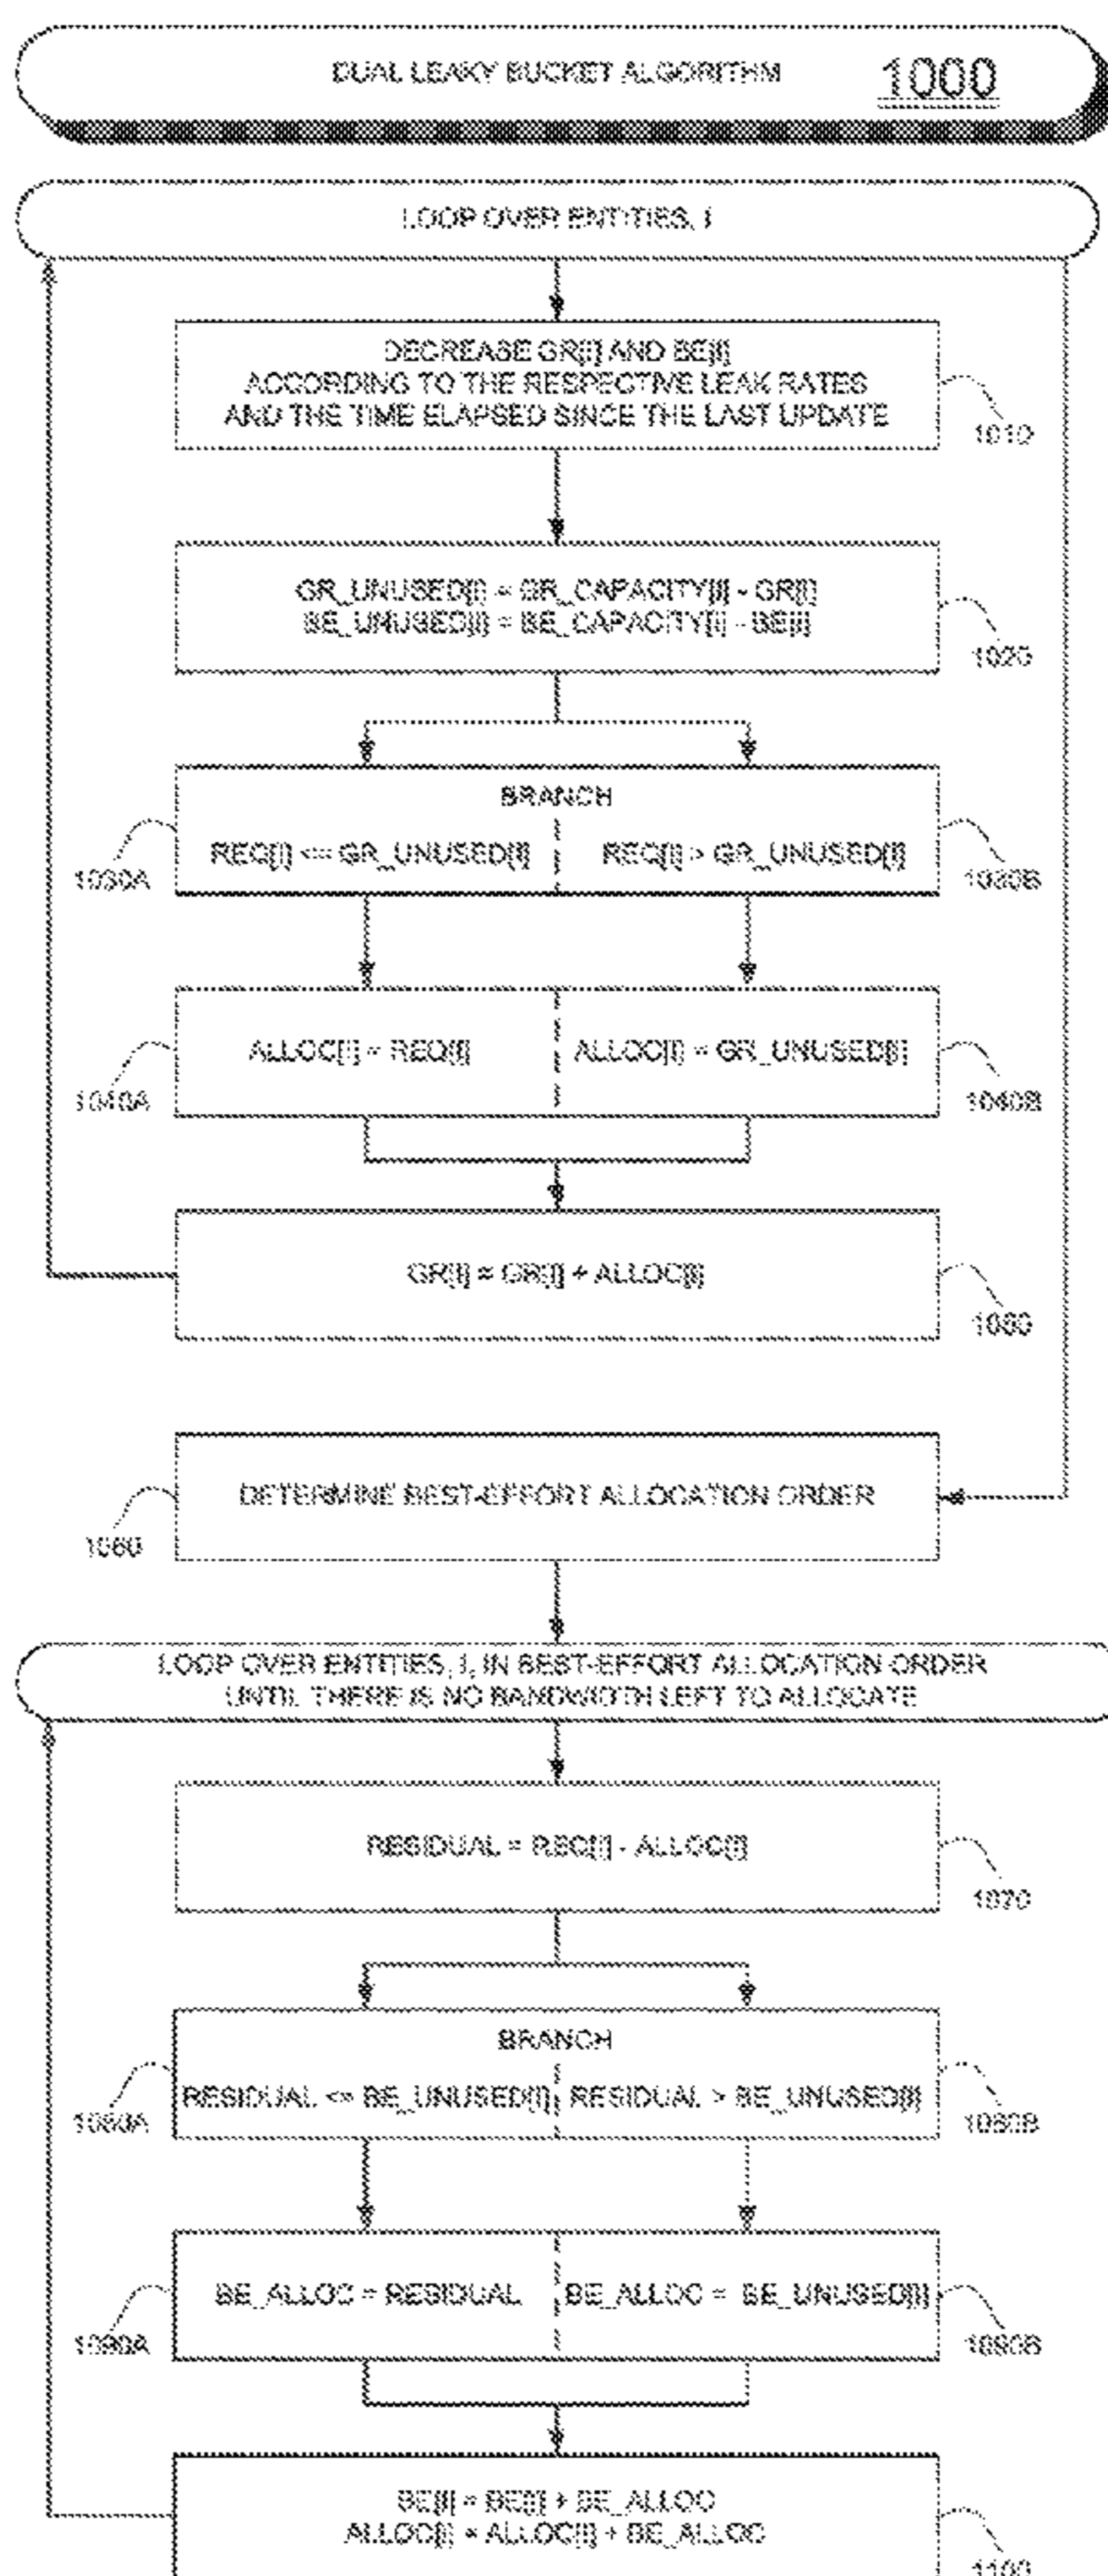 DUAL LEAKY BUCKET ALGORITHM 1000
LOOP OVER ENTITIES, I
DECREASE GR[I] AND BE[I]
ACCORDING TO THE RESPECTIVE LEAK RATES
AND THE TIME ELAPSED SINCE THE LAST UPDATE
1010
GR_UNUSED[I] = GR_CAPACITY[I] - GR[I]
BE_UNUSED[I] = BE_CAPACITY[I] - BE[I]
1020
BRANCH
REQ[I] <= GR_UNUSED[I] REQ[I] > GR_UNUSED[I]
1030A 1030B
ALLOC[I] = REQ[I] ALLOC[I] = GR_UNUSED[I]
1040A 1040B
GR[I] = GR[I] + ALLOC[I]
DETERMINE BEST-EFFORT ALLOCATION ORDER
1060
LOOP OVER ENTITIES, I, IN BEST-EFFORT ALLOCATION ORDER
UNTIL THERE IS NO BANDWIDTH LEFT TO ALLOCATE
RESIDUAL = REQ[I] - ALLOC[I]
1070
BRANCH
RESIDUAL <= BE_UNUSED[I] RESIDUAL > BE_UNUSED[I]
1080A 1080B
BE_ALLOC = RESIDUAL BE_ALLOC = BE_UNUSED[I]
1090A 1090B
BE[I] = BE[I] + BE_ALLOC
ALLOC[I] = ALLOC[I] + BE_ALLOC
1100